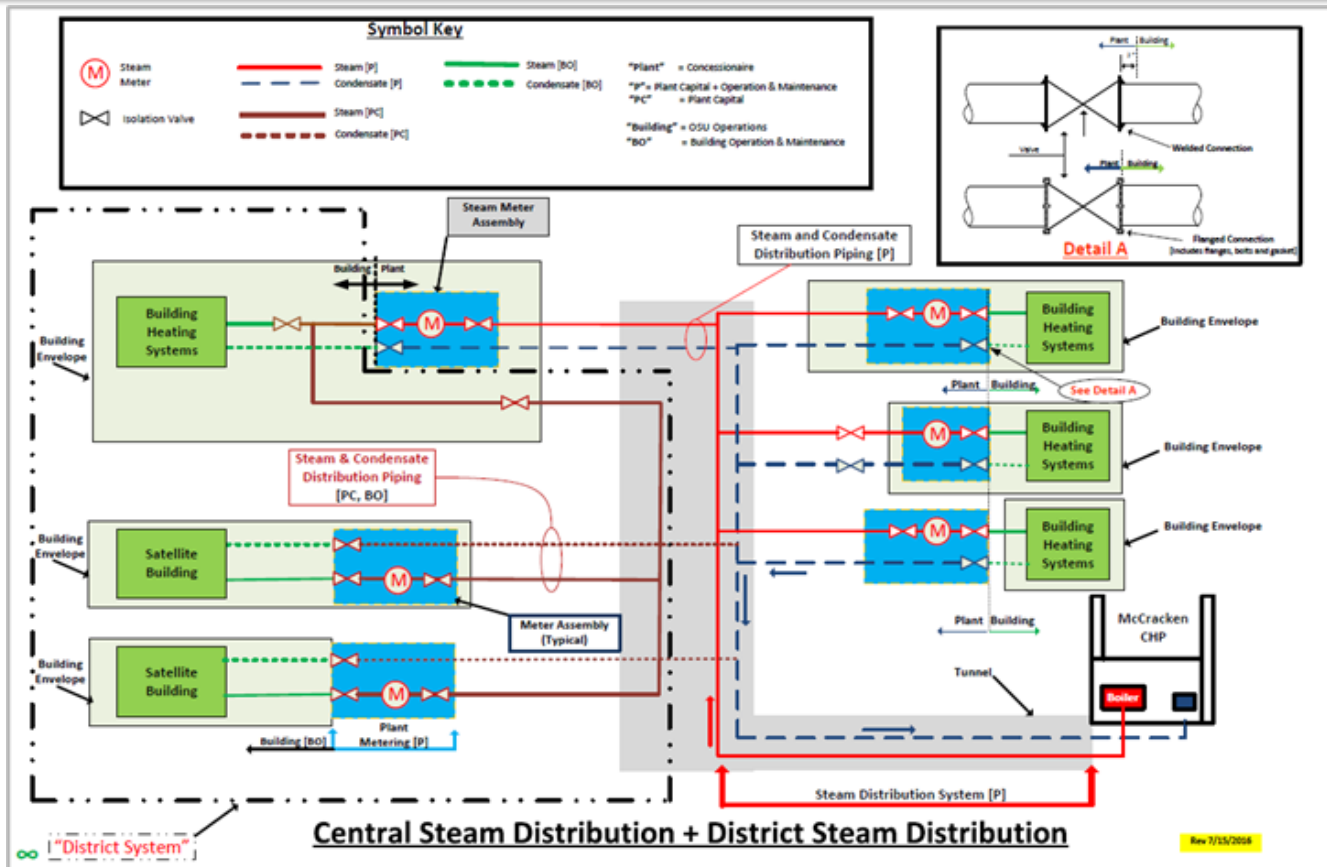 Symbol Key
M
Steam
Meter
Isolation Valve
Steam [P]
Condensate [P]
Steam [PC]
Condensate [PC]
Steam [BO]
Condensate [BO]
"Plant" = Concessionaire
"P"= Plant Capital + Operation & Maintenance
"PC" = Plant Capital
"Building" = OSU Operations
"BO" = Building Operation & Maintenance
Plant Building
Welded Connection
Valve
Plant Building
Flanged Connection
[Includes flanges, bolts and gasket]
Detail A
Steam Meter
Assembly
Building Plant
Building
Heating
Systems
M
Building
Envelope
Steam and Condensate
Distribution Piping [P]
M
Building
Heating
Systems
Building Envelope
Plant Building
See Detail A
M
Building
Heating
Systems
Building Envelope
Steam & Condensate
Distribution Piping
[PC, BO]
M
Building
Heating
Systems
Building Envelope
Building
Envelope
Satellite
Building
M
Meter Assembly
(Typical)
Plant Building
McCracken
CHP
Boiler
Tunnel
Building
Envelope
Satellite
Building
M
Plant
Building [BO] Metering [P]
Steam Distribution System [P]
"District System"
Central Steam Distribution + District Steam Distribution
Rev 7/15/2016